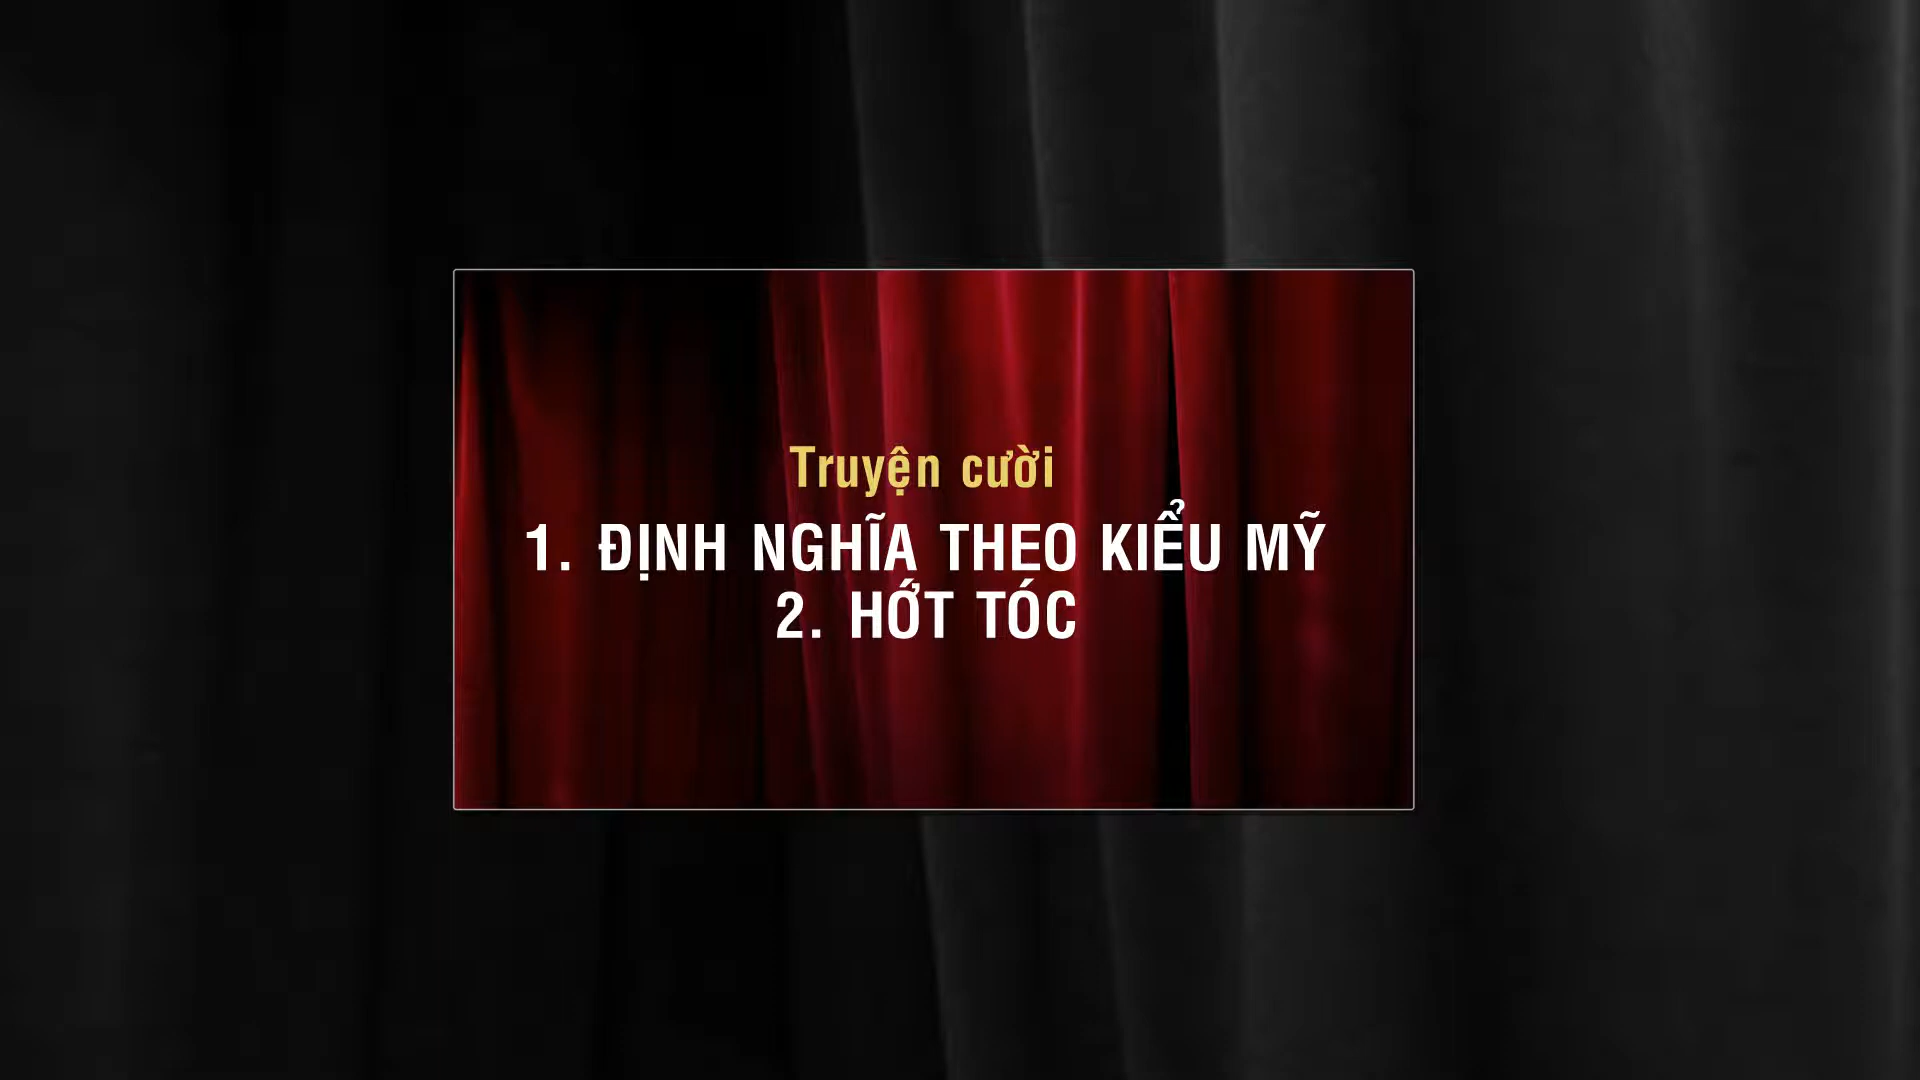 Truyện cười
1. ĐỊNH NGHĨA THEO KIỂU MỸ
2. HỚT TÓC